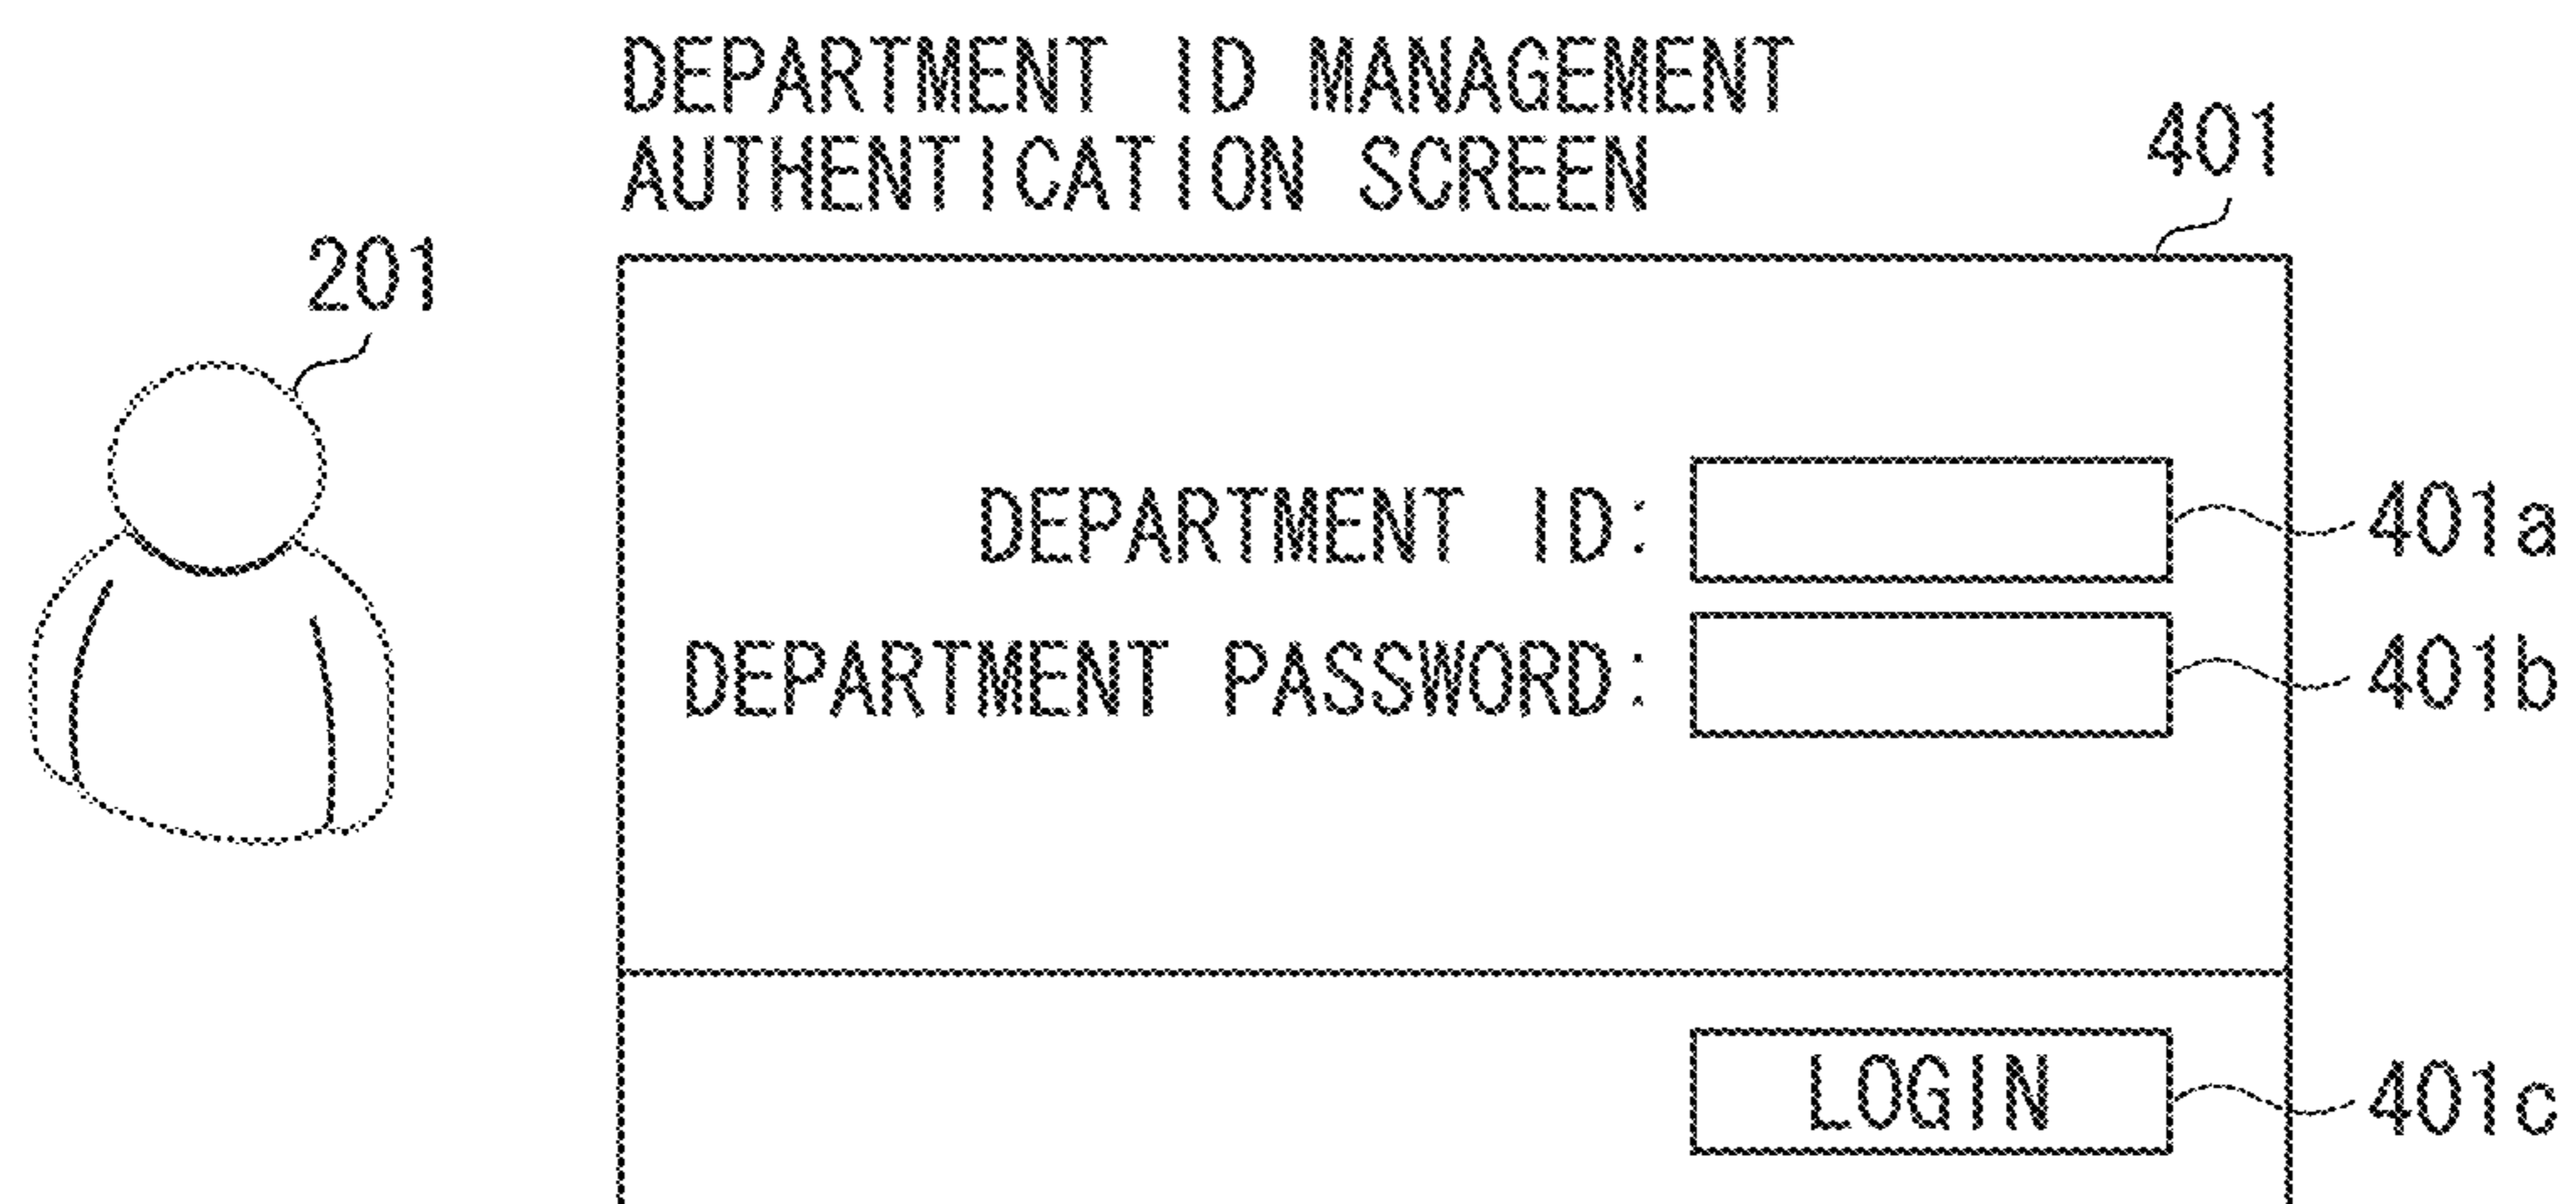 DEPARTMENT ID MANAGEMENT
AUTHENTICATION SCREEN
401
201
DEPARTMENT ID:
401a
DEPARTMENT PASSWORD:
401b
LOGIN
401c